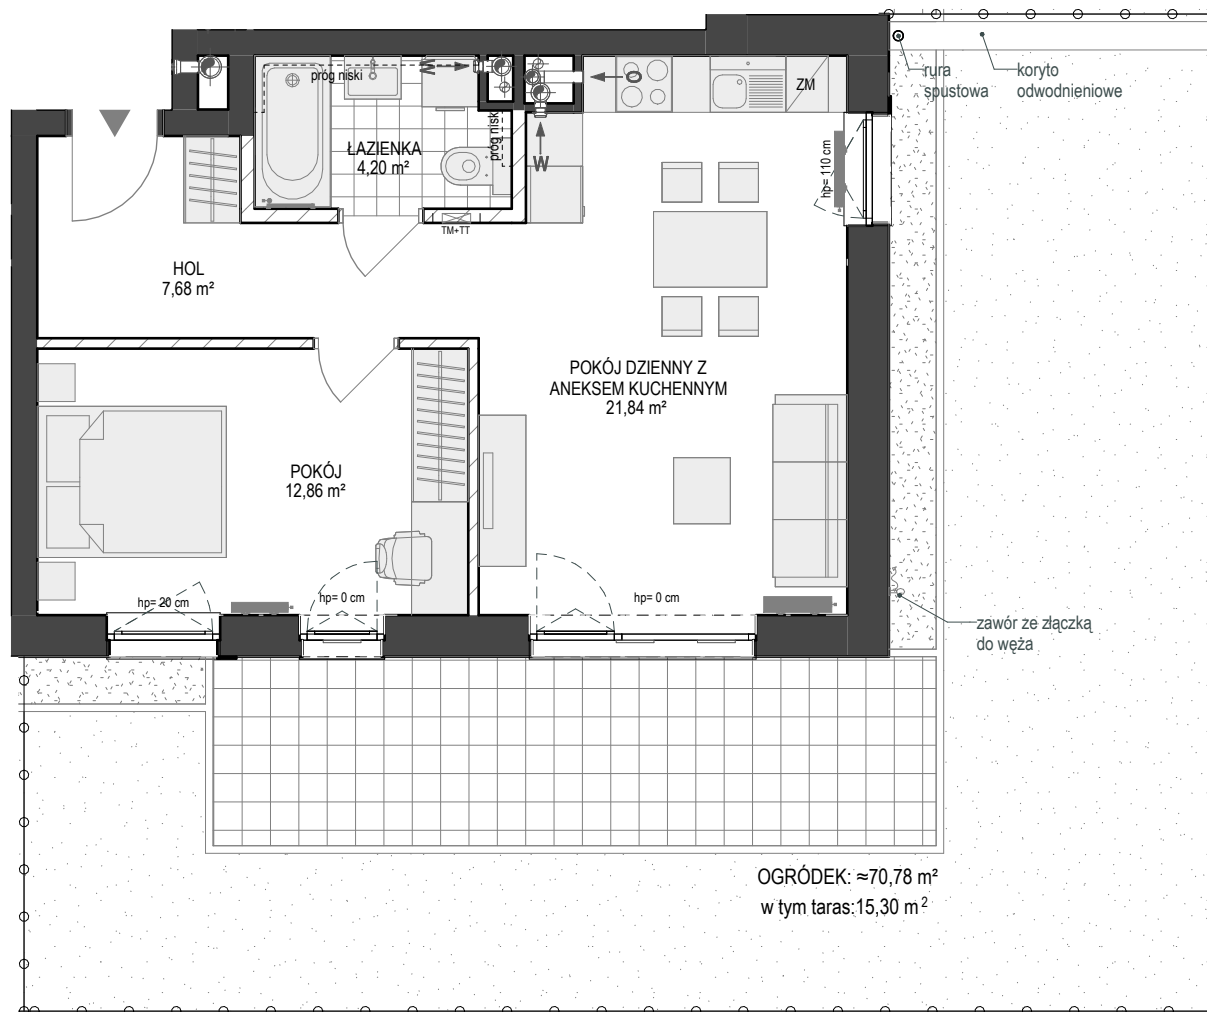 rura
spustowa
koryto
odwodnieniowe
próg niski
W
O
ZM
ŁAZIENKA
4,20 m²
próg niski
W
hp= 110 cm
TM+TT
HOL
7,68 m²
POKÓJ DZIENNY Z
ANEKSEM KUCHENNYM
21,84 m²
POKÓJ
12,86 m²
hp= 20 cm
hp= 0 cm
hp= 0 cm
zawór ze złączką
do węża
OGRÓDEK: ≈70,78 m²
w tym taras:15,30 m²